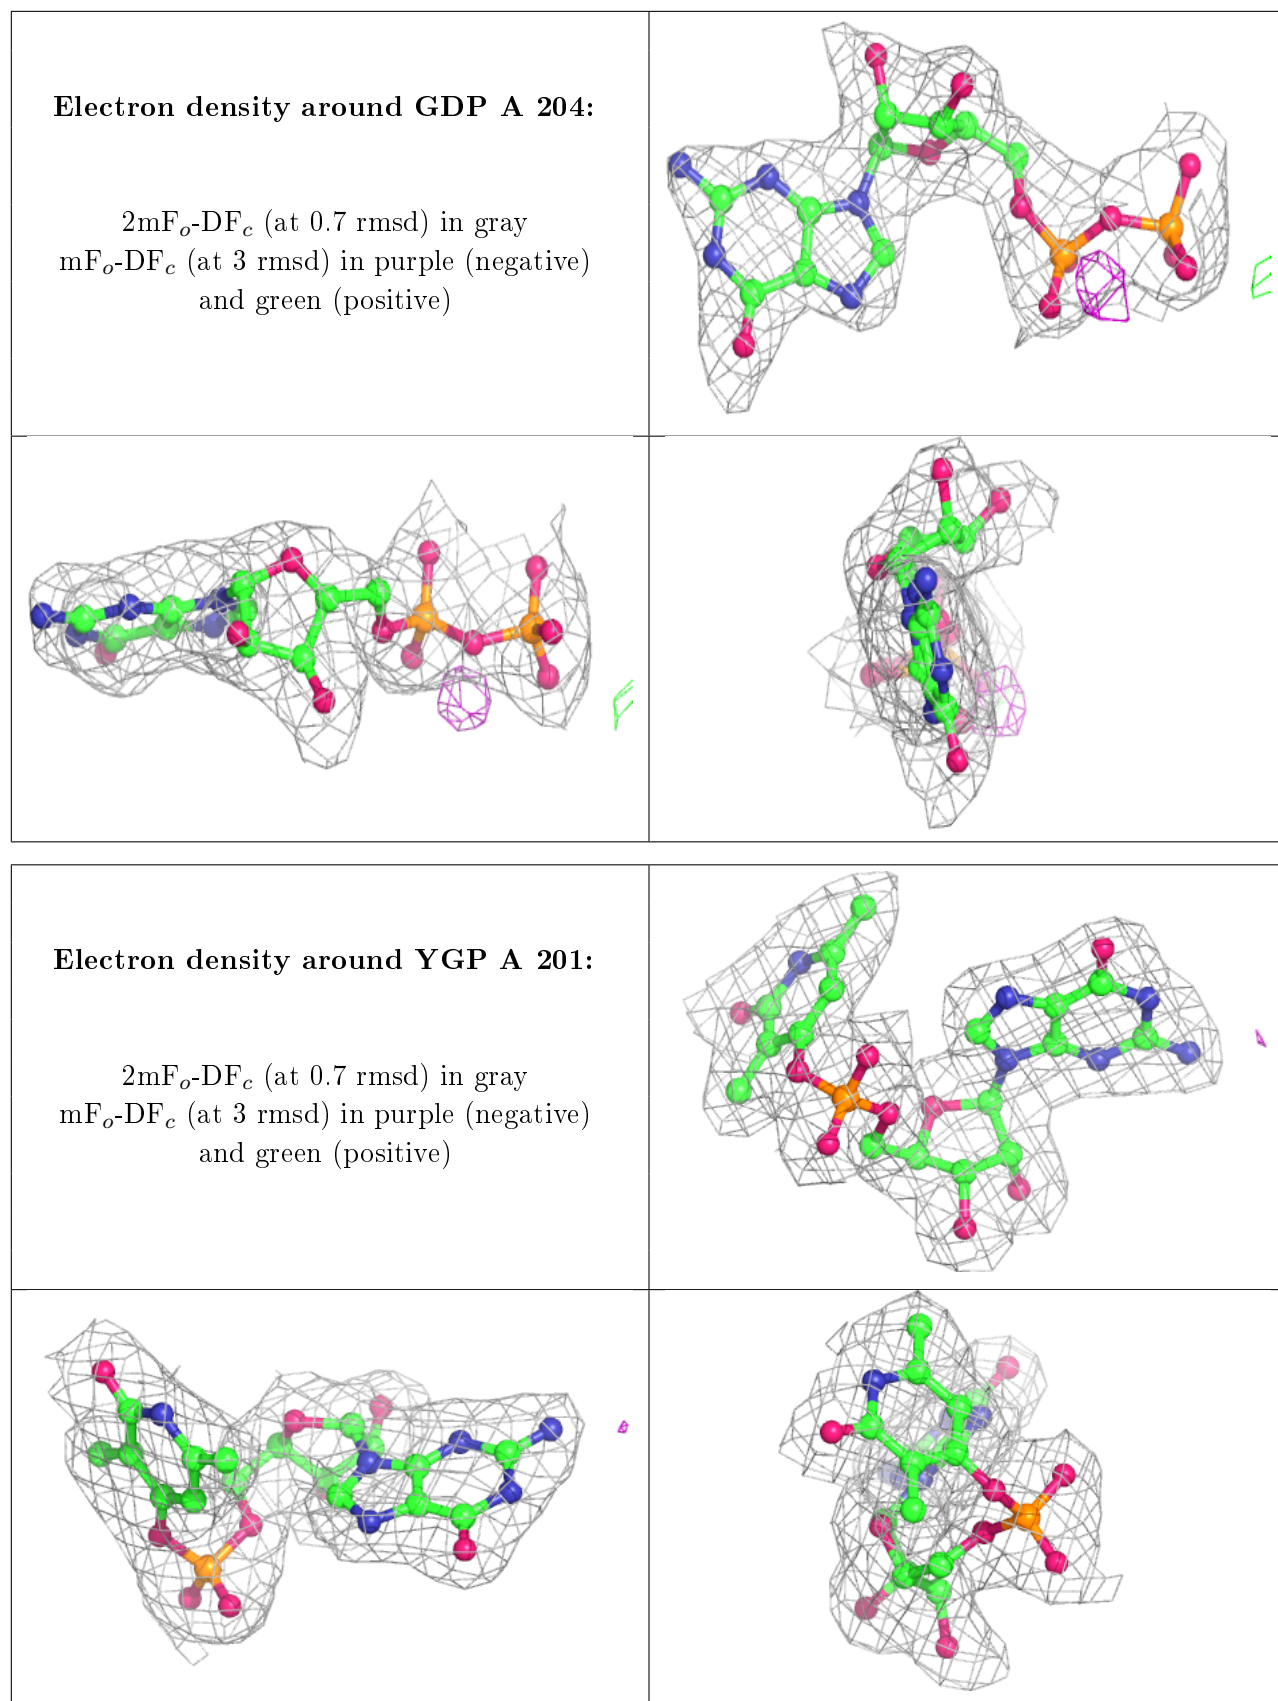 Electron density around GDP A 204:
2mFo-DFc (at 0.7 rmsd) in gray
mFo-DFc (at 3 rmsd) in purple (negative)
and green (positive)
Electron density around YGP A 201:
2mFo-DFc (at 0.7 rmsd) in gray
mFo-DFc (at 3 rmsd) in purple (negative)
and green (positive)